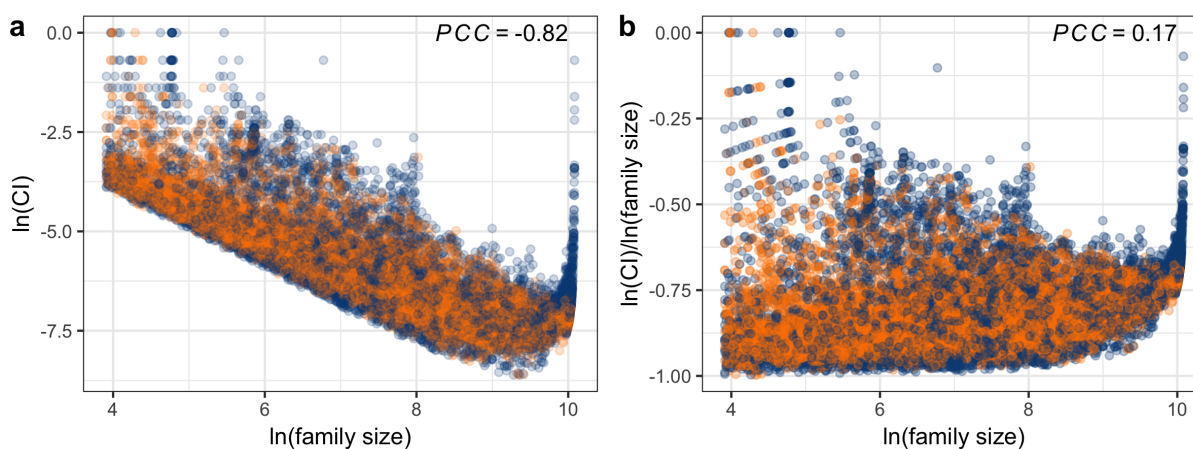 a
PCC = -0.82
0.0
-2.5
-5.0
-7.5
ln(CI)
4 6 8 10
ln(family size)
b
PCC = 0.17
0.00
-0.25
-0.50
-0.75
-1.00
ln(CI)/ln(family size)
4 6 8 10
ln(family size)